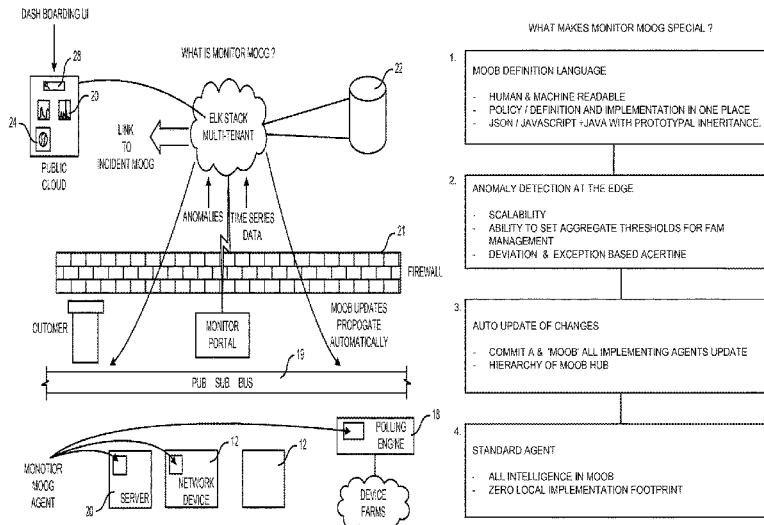 DASH BOARDING UI
28
23
24
PUBLIC
CLOUD
WHAT IS MONITOR MOOG ?
ELK STACK
MULTI-TENANT
22
LINK
TO
INCIDENT MOOG
ANOMALIES
TIME SERIES
DATA
21
FIREWALL
OUTOMER
MONITOR
PORTAL
MOOB UPDATES
PROPOGATE
AUTOMATICALLY
19
PUB SUB BUS
18
POLLING
ENGINE
12
12
MONOTIOR
MOOG
AGENT
20
SERVER
NETWORK
DEVICE
DEVICE
FARMS
WHAT MAKES MONITOR MOOG SPECIAL ?
1.
MOOB DEFINITION LANGUAGE
- HUMAN & MACHINE READABLE
- POLICY / DEFINITION AND IMPLEMENTATION IN ONE PLACE
- JSON / JAVASCRIPT +JAVA WITH PROTOTYPAL INHERITANCE.
2.
ANOMALY DETECTION AT THE EDGE
- SCALABILITY
- ABILITY TO SET AGGREGATE THRESHOLDS FOR FAM
MANAGEMENT
- DEVIATION & EXCEPTION BASED ACERTINE
3.
AUTO UPDATE OF CHANGES
- COMMIT A & 'MOOB' ALL IMPLEMENTING AGENTS UPDATE
- HIERARCHY OF MOOB HUB
4.
STANDARD AGENT
- ALL INTELLIGENCE IN MOOB
- ZERO LOCAL IMPLEMENTATION FOOTPRINT